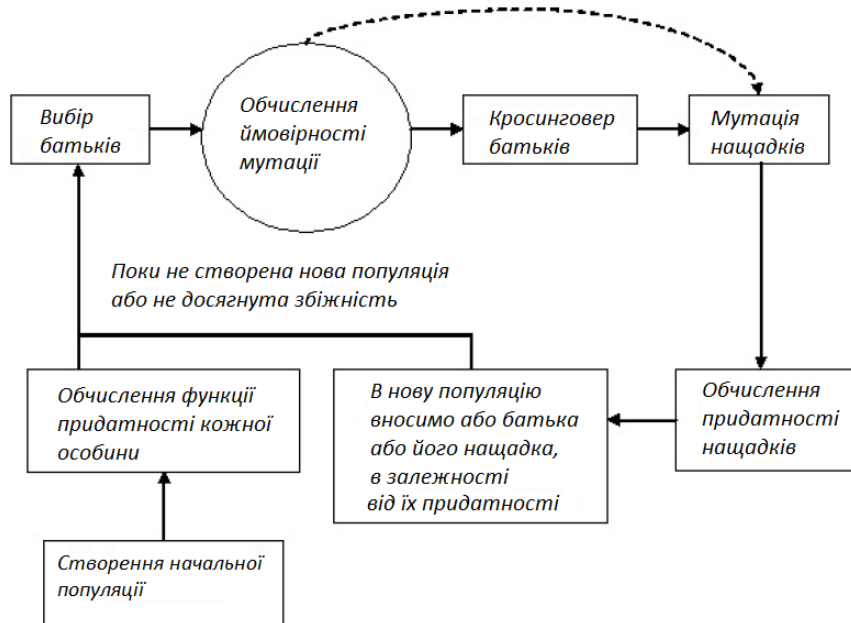 Вибір
батьків
Обчислення
ймовірності
мутації
Кросинговер
батьків
Мутація
нащадків
Поки не створена нова популяція
або не досягнута збіжність
Обчислення функції
придатності кожної
особини
В нову популяцію
вносимо або батька
або його нащадка,
в залежності
від їх придатності
Обчислення
придатності
нащадків
Створення начальної
популяції